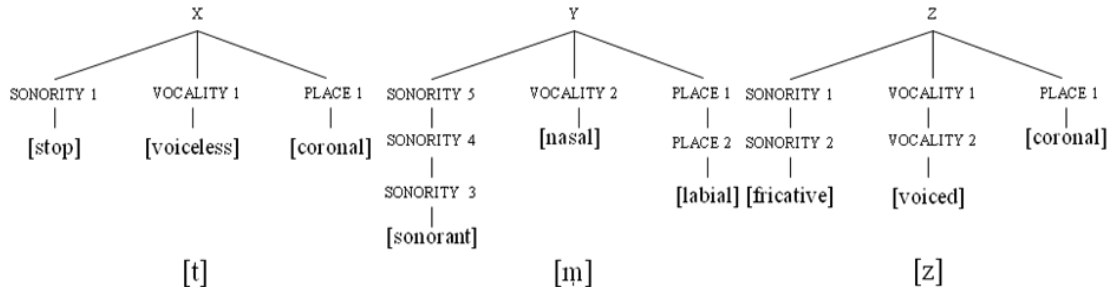 X Y Z
SONORITY 1 VOCALITY 1 PLACE 1 SONORITY 5 VOCALITY 2 PLACE 1 SONORITY 1 VOCALITY 1 PLACE 1
[stop] [voiceless] [coronal] SONORITY 4 [nasal] PLACE 2 SONORITY 2 VOCALITY 2 [coronal]
SONORITY 3 [labial] [fricative] [voiced]
[sonorant]
[t] [m̩] [z]